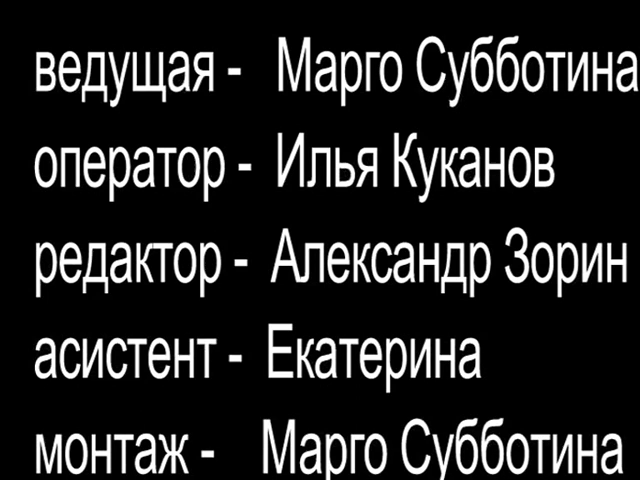 ведущая - Марго Субботина
оператор - Илья Куканов
редактор - Александр Зорин
асистент - Екатерина
монтаж - Марго Субботина